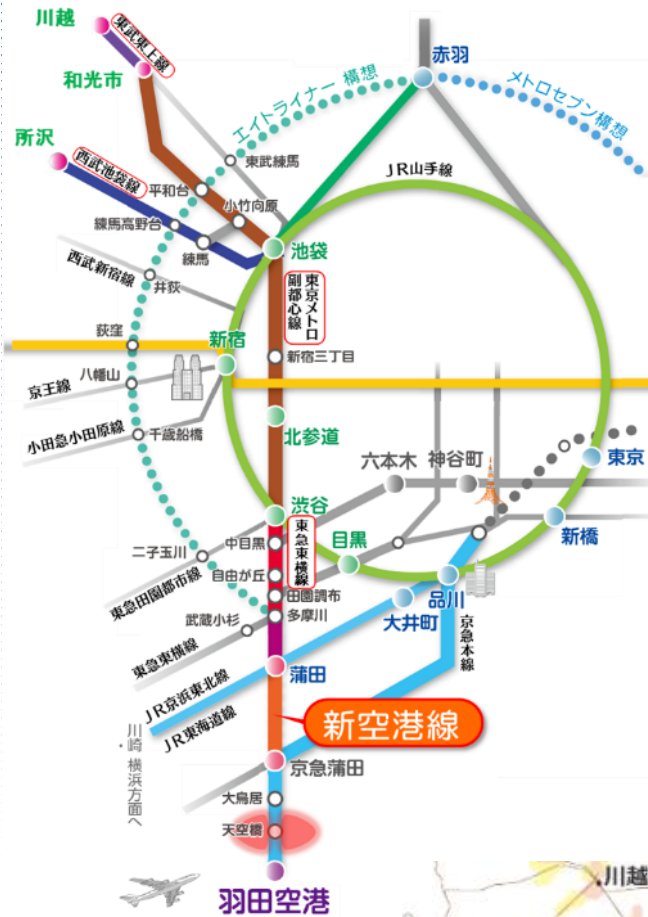 川越
東武東上線
和光市
赤羽
エイトライナー 構想
メトロセブン構想
所沢
西武池袋線
東武練馬
JR山手線
平和台
小竹向原
練馬高野台
練馬
池袋
西武新宿線
井荻
東京メトロ
副都心線
荻窪
新宿
新宿三丁目
八幡山
京王線
北参道
小田急小田原線
千歳船橋
六本木
神谷町
東京
渋谷
新橋
東急東横線
中目黒
目黒
二子玉川
自由が丘
東急田園都市線
田園調布
品川
大井町
武蔵小杉
多摩川
京急本線
東急東横線
蒲田
JR京浜東北線
JR東海道線
新空港線
川崎・横浜方面へ
京急蒲田
大鳥居
天空橋
羽田空港
川越